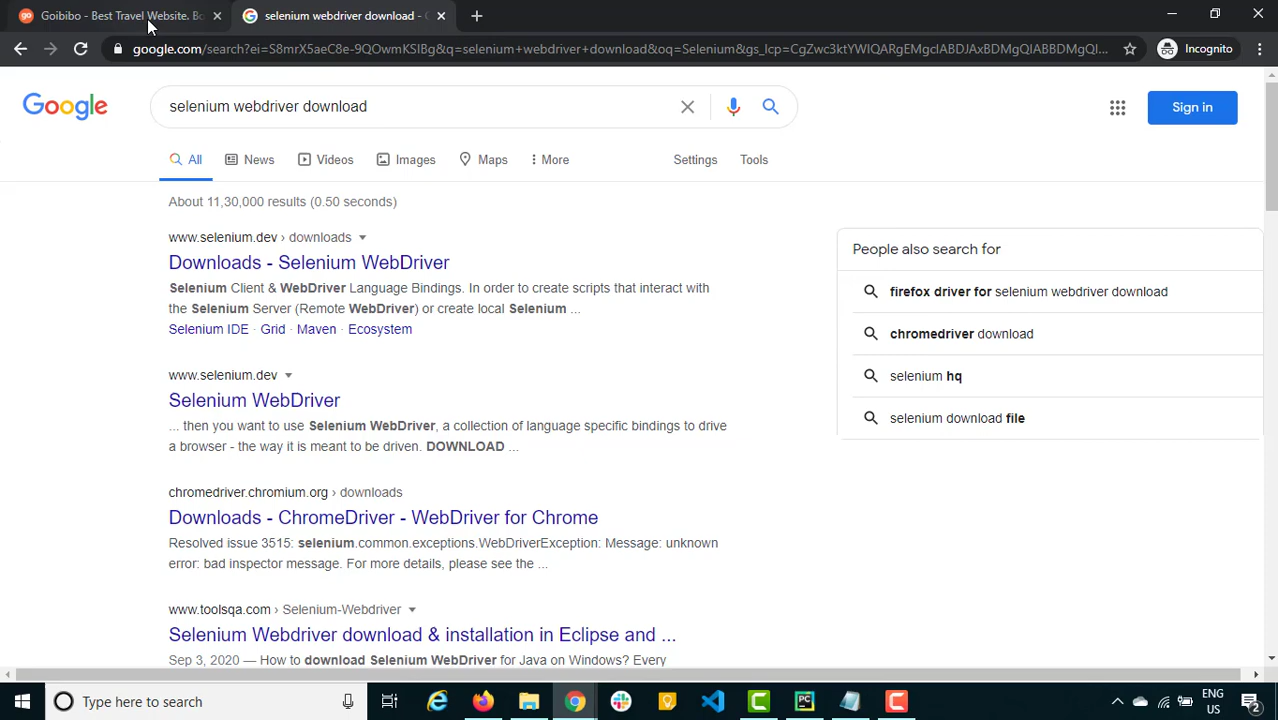 Goibibo - Best Travel Website. Bo
selenium webdriver download -
google.com/search?ei=S8mrX5aeC8e-9QOwmKSIBg&q=selenium+webdriver+download&oq=Selenium&gs_lcp=CgZwc3ktYWIQARgEMgcIABDJAxBDMgQIABBDMgQI...
Incognito
Google
selenium webdriver download
Sign in
All
News
Videos
Images
Maps
More
Settings
Tools
About 11,30,000 results (0.50 seconds)
www.selenium.dev › downloads
Downloads - Selenium WebDriver
Selenium Client & WebDriver Language Bindings. In order to create scripts that interact with
the Selenium Server (Remote WebDriver) or create local Selenium ...
Selenium IDE · Grid · Maven · Ecosystem
www.selenium.dev
Selenium WebDriver
... then you want to use Selenium WebDriver, a collection of language specific bindings to drive
a browser - the way it is meant to be driven. DOWNLOAD ...
chromedriver.chromium.org › downloads
Downloads - ChromeDriver - WebDriver for Chrome
Resolved issue 3515: selenium.common.exceptions.WebDriverException: Message: unknown
error: bad inspector message. For more details, please see the ...
www.toolsqa.com › Selenium-Webdriver
Selenium Webdriver download & installation in Eclipse and ...
Sep 3, 2020 — How to download Selenium WebDriver for Java on Windows? Every
People also search for
firefox driver for selenium webdriver download
chromedriver download
selenium hq
selenium download file
Type here to search
ENG
US
2